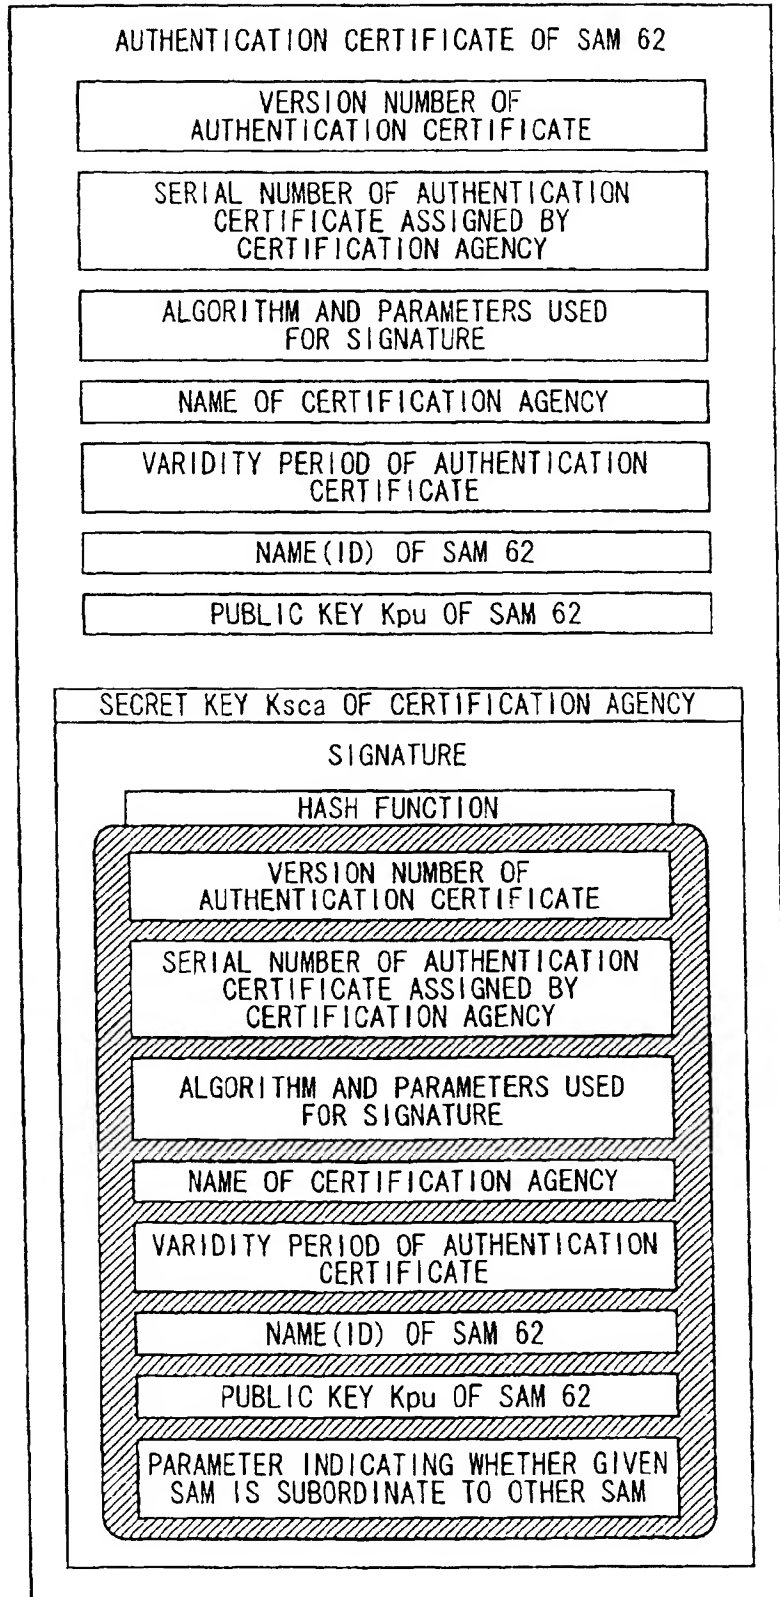 AUTHENTICATION CERTIFICATE OF SAM 62
VERSION NUMBER OF
AUTHENTICATION CERTIFICATE
SERIAL NUMBER OF AUTHENTICATION
CERTIFICATE ASSIGNED BY
CERTIFICATION AGENCY
ALGORITHM AND PARAMETERS USED
FOR SIGNATURE
NAME OF CERTIFICATION AGENCY
VARIDITY PERIOD OF AUTHENTICATION
CERTIFICATE
NAME(ID) OF SAM 62
PUBLIC KEY Kpu OF SAM 62
SECRET KEY Ksca OF CERTIFICATION AGENCY
SIGNATURE
HASH FUNCTION
VERSION NUMBER OF
AUTHENTICATION CERTIFICATE
SERIAL NUMBER OF AUTHENTICATION
CERTIFICATE ASSIGNED BY
CERTIFICATION AGENCY
ALGORITHM AND PARAMETERS USED
FOR SIGNATURE
NAME OF CERTIFICATION AGENCY
VARIDITY PERIOD OF AUTHENTICATION
CERTIFICATE
NAME(ID) OF SAM 62
PUBLIC KEY Kpu OF SAM 62
PARAMETER INDICATING WHETHER GIVEN
SAM IS SUBORDINATE TO OTHER SAM